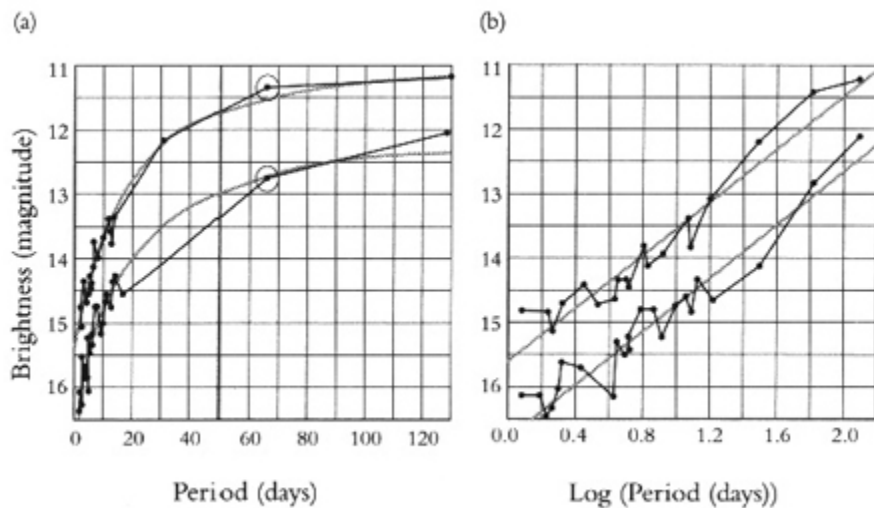 (a)
Brightness (magnitude)
11
12
13
14
15
16
0 20 40 60 80 100 120
Period (days)
(b)
11
12
13
14
15
16
0.0 0.4 0.8 1.2 1.6 2.0
Log (Period (days))